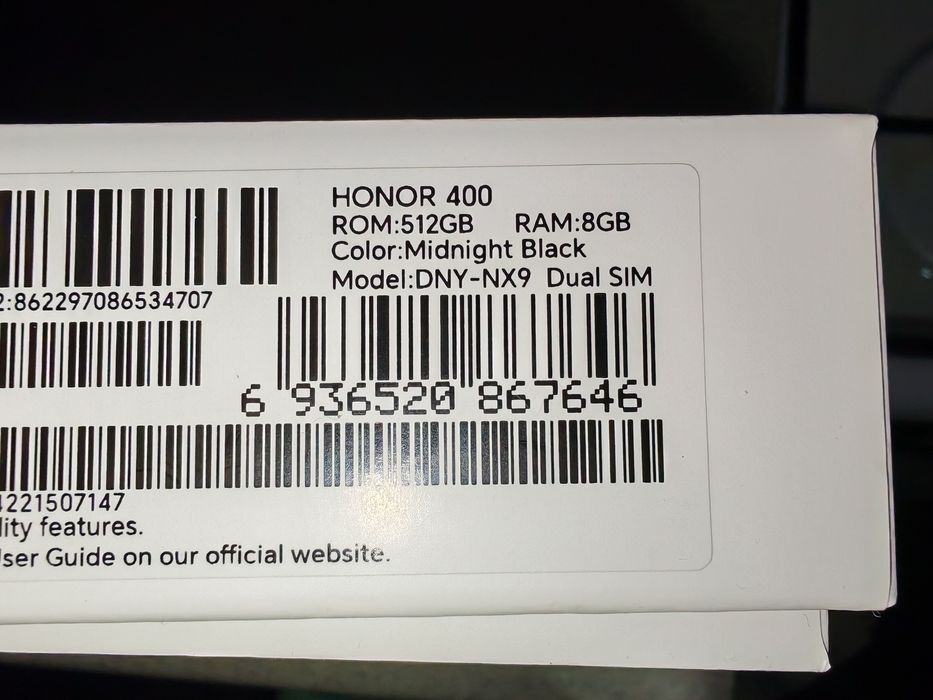 HONOR 400
ROM:512GB RAM:8GB
Color:Midnight Black
Model:DNY-NX9 Dual SIM
2:862297086534707
6 936520 867646
4221507147
lity features.
User Guide on our official website.